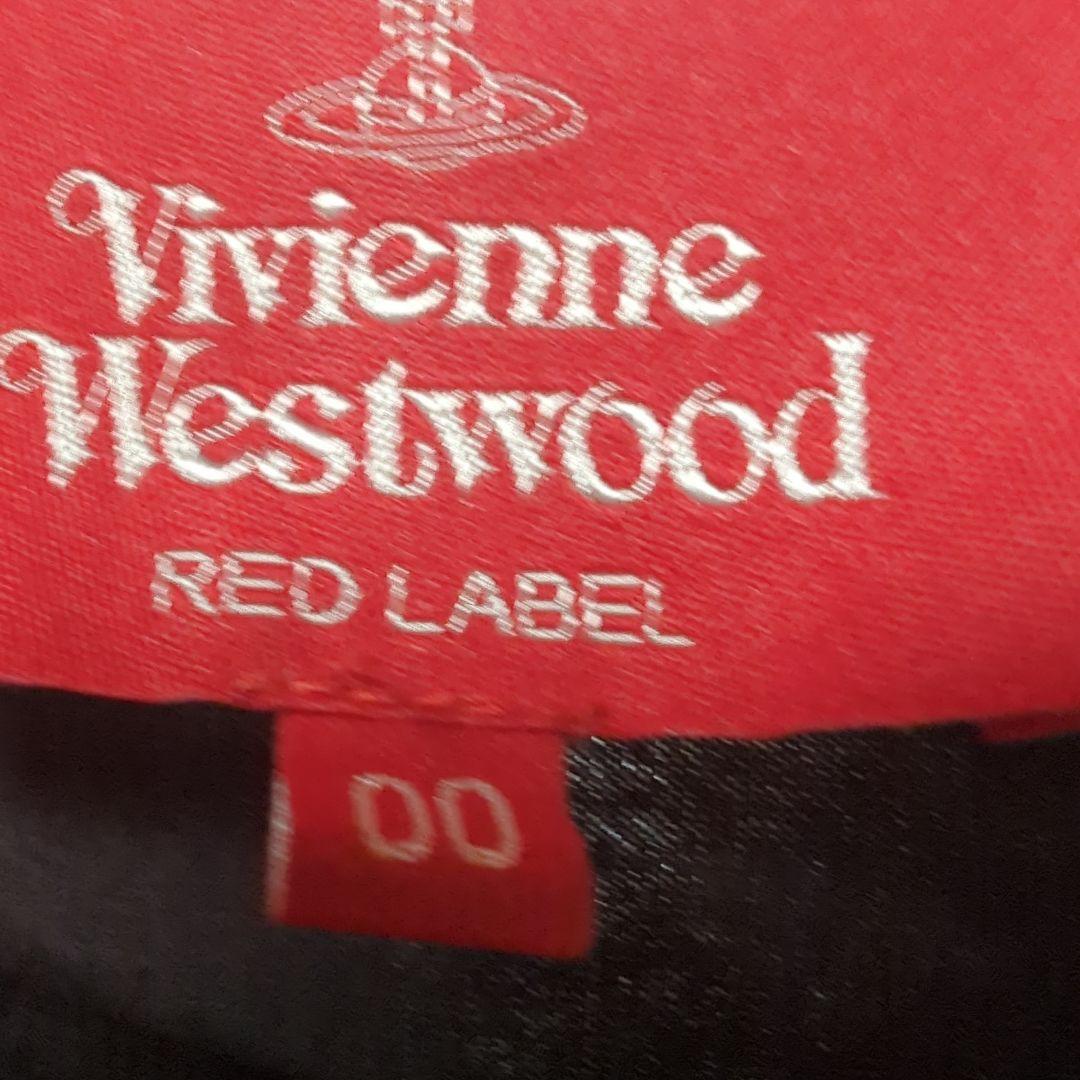 Vivienne
Westwood
RED LABEL
00